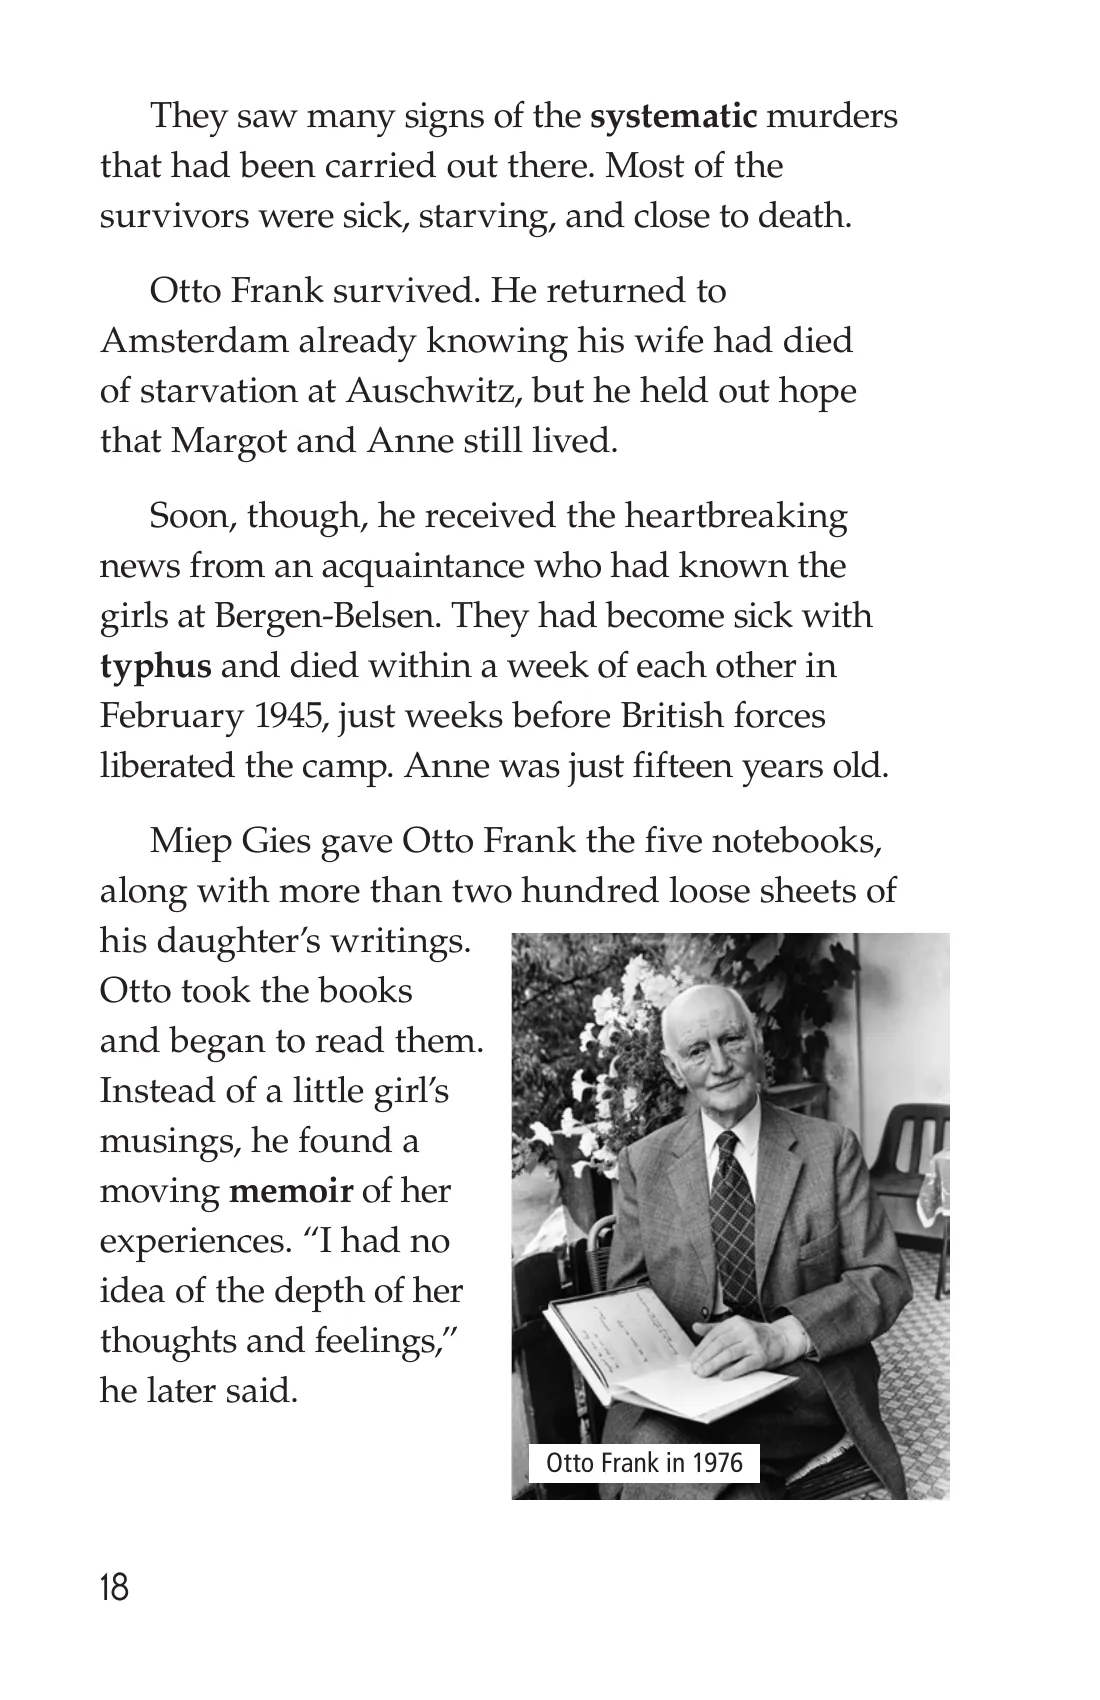 They saw many signs of the systematic murders
that had been carried out there. Most of the
survivors were sick, starving, and close to death.
Otto Frank survived. He returned to
Amsterdam already knowing his wife had died
of starvation at Auschwitz, but he held out hope
that Margot and Anne still lived.
Soon, though, he received the heartbreaking
news from an acquaintance who had known the
girls at Bergen-Belsen. They had become sick with
typhus and died within a week of each other in
February 1945, just weeks before British forces
liberated the camp. Anne was just fifteen years old.
Miep Gies gave Otto Frank the five notebooks,
along with more than two hundred loose sheets of
his daughter’s writings.
Otto took the books
and began to read them.
Instead of a little girl’s
musings, he found a
moving memoir of her
experiences. “I had no
idea of the depth of her
thoughts and feelings,”
he later said.
Otto Frank in 1976
18